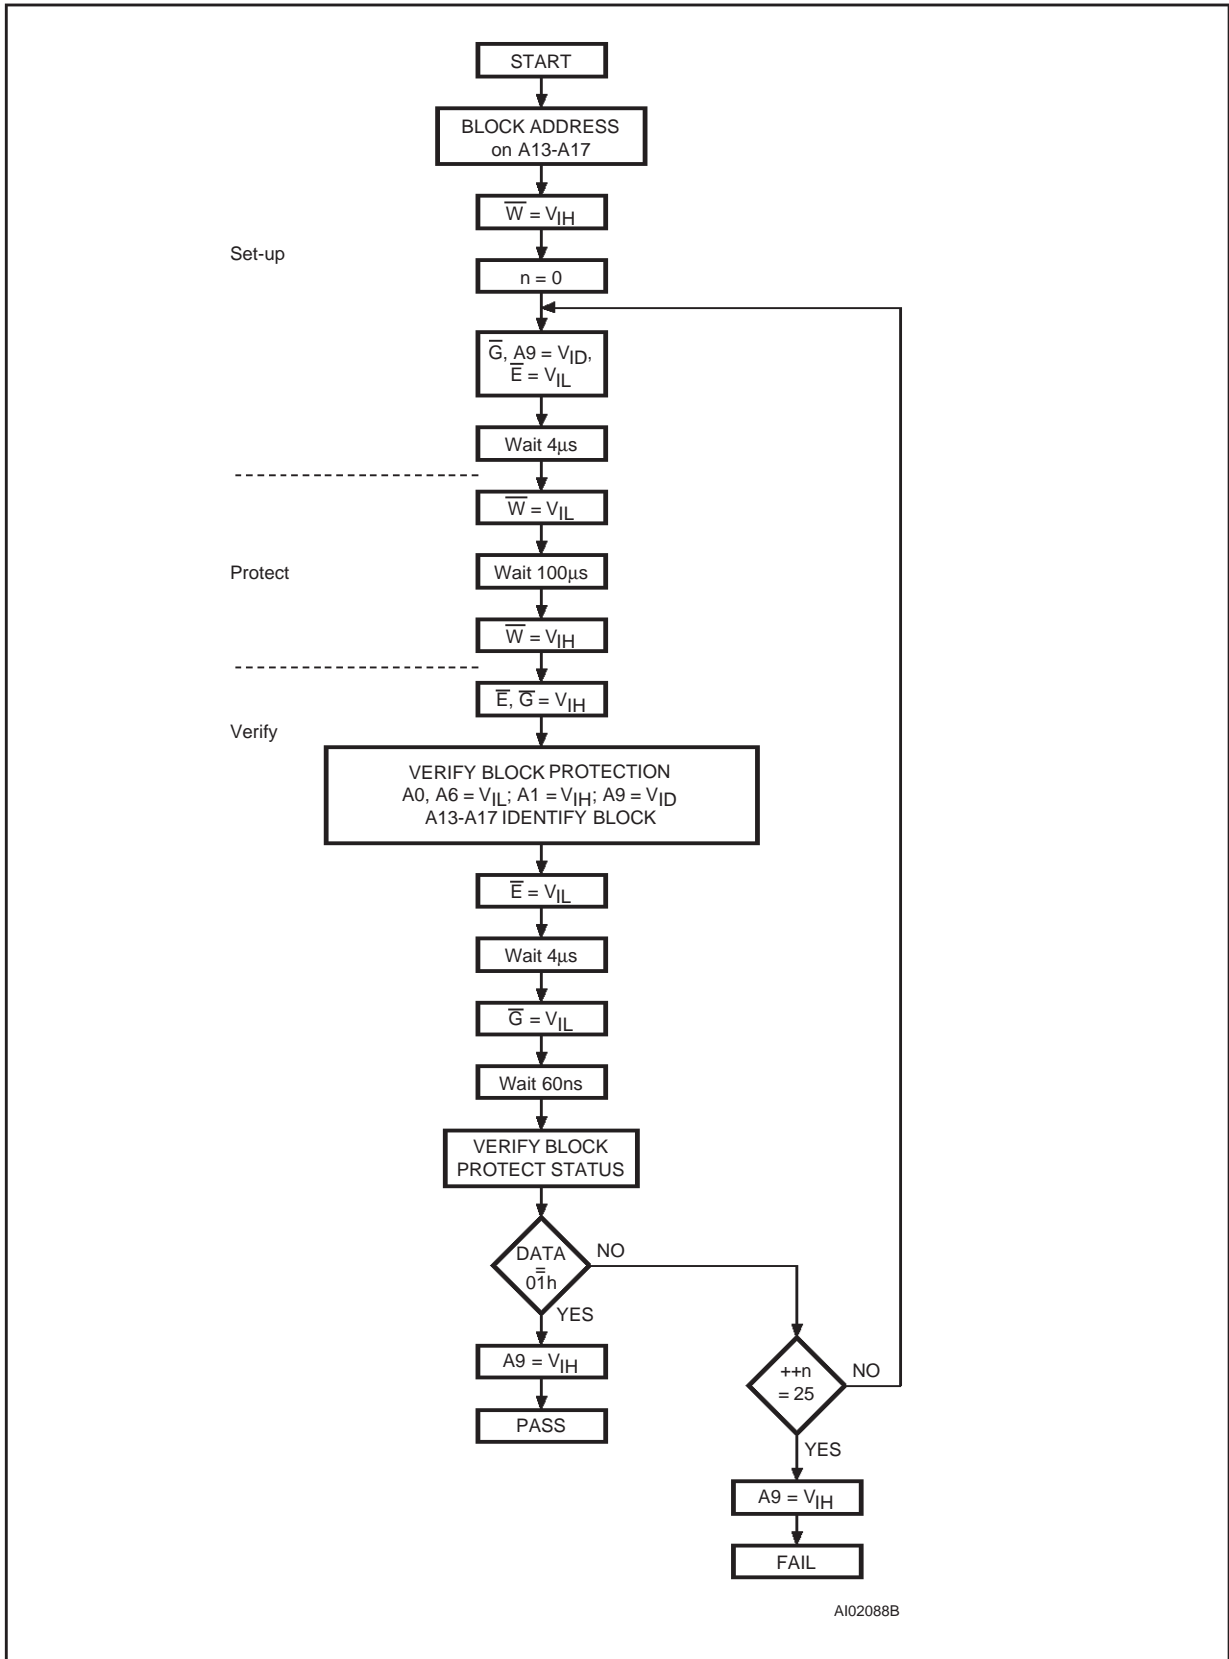 START
BLOCK ADDRESS
on A13-A17
W̅ = VIH
Set-up
n = 0
G̅, A9 = VID,
E̅ = VIL
Wait 4μs
W̅ = VIL
Protect
Wait 100μs
W̅ = VIH
E̅, G̅ = VIH
Verify
VERIFY BLOCK PROTECTION
A0, A6 = VIL; A1 = VIH; A9 = VID
A13-A17 IDENTIFY BLOCK
E̅ = VIL
Wait 4μs
G̅ = VIL
Wait 60ns
VERIFY BLOCK
PROTECT STATUS
DATA
=
01h
NO
YES
A9 = VIH
PASS
++n
= 25
NO
YES
A9 = VIH
FAIL
AI02088B